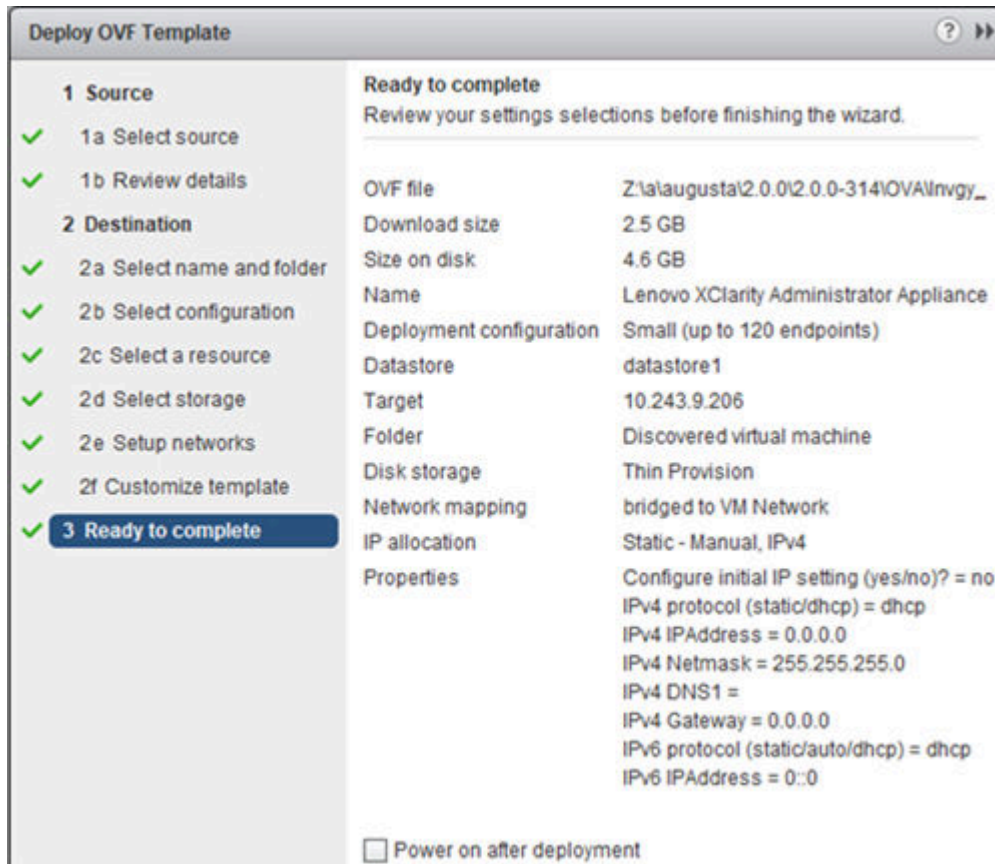 Deploy OVF Template
1 Source
1a Select source
1b Review details
2 Destination
2a Select name and folder
2b Select configuration
2c Select a resource
2d Select storage
2e Setup networks
2f Customize template
3 Ready to complete
Ready to complete
Review your settings selections before finishing the wizard.
OVF file Z:\a\augusta\2.0.0\2.0.0-314\OVA\lnvgy_
Download size 2.5 GB
Size on disk 4.6 GB
Name Lenovo XClarity Administrator Appliance
Deployment configuration Small (up to 120 endpoints)
Datastore datastore1
Target 10.243.9.206
Folder Discovered virtual machine
Disk storage Thin Provision
Network mapping bridged to VM Network
IP allocation Static - Manual, IPv4
Properties Configure initial IP setting (yes/no)? = no
IPv4 protocol (static/dhcp) = dhcp
IPv4 IPAddress = 0.0.0.0
IPv4 Netmask = 255.255.255.0
IPv4 DNS1 =
IPv4 Gateway = 0.0.0.0
IPv6 protocol (static/auto/dhcp) = dhcp
IPv6 IPAddress = 0::0
Power on after deployment